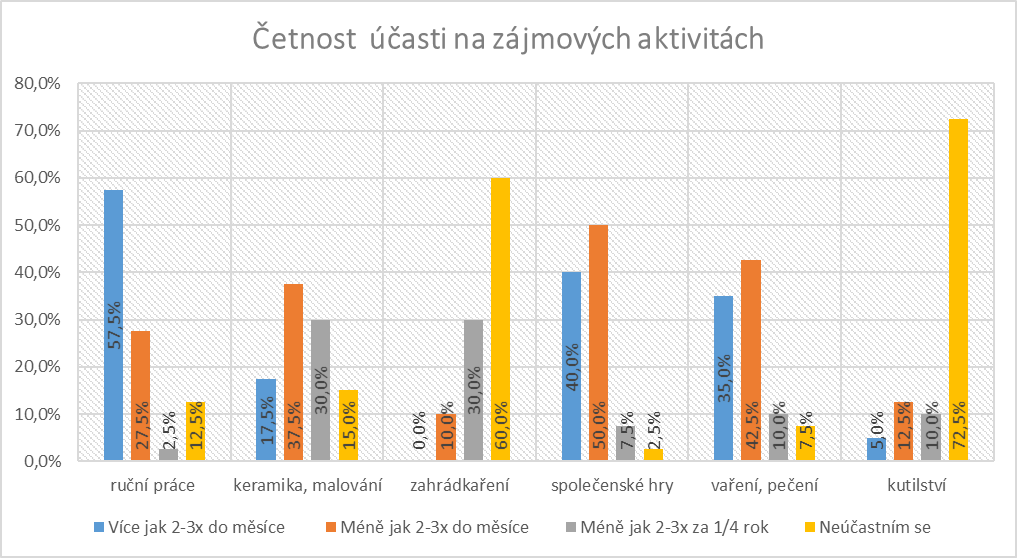 Četnost účasti na zájmových aktivitách
80,0%
70,0%
60,0%
50,0%
40,0%
30,0%
20,0%
10,0%
0,0%
57,5% 27,5% 2,5% 12,5%
17,5% 37,5% 30,0% 15,0%
0,0% 10,0% 30,0% 60,0%
40,0% 50,0% 7,5% 2,5%
35,0% 42,5% 10,0% 7,5%
5,0% 12,5% 10,0% 72,5%
ruční práce keramika, malování zahrádkaření společenské hry vaření, pečení kutilství
Více jak 2-3x do měsíce Méně jak 2-3x do měsíce Méně jak 2-3x za 1/4 rok Neúčastním se